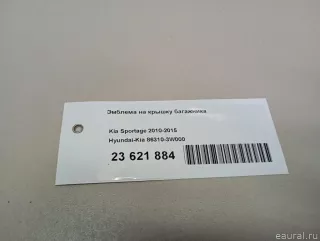 Эмблема на крышку багажника
Kia Sportage 2010-2015
Hyundai-Kia 86310-3W000
23 621 884
eaural.ru